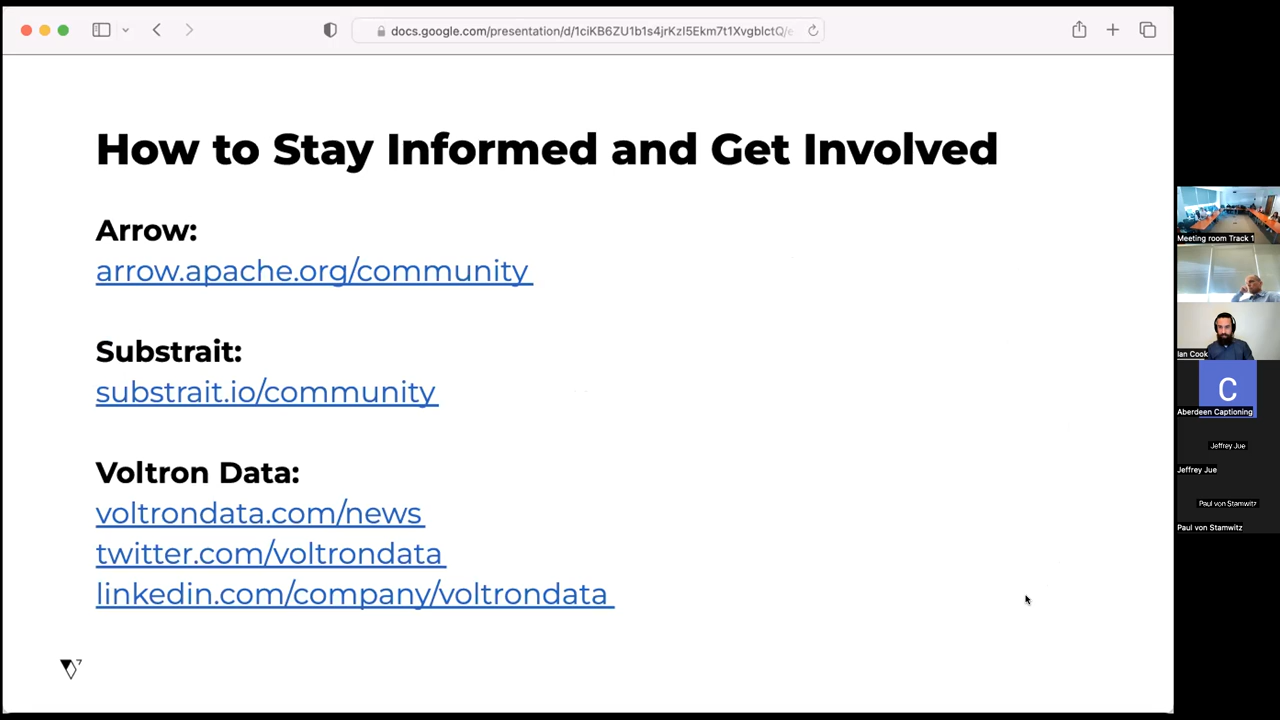 docs.google.com/presentation/d/1ciKB6ZU1b1s4jrKzI5Ekm7t1XvgbIctQ/e
How to Stay Informed and Get Involved
Arrow:
arrow.apache.org/community
Substrait:
substrait.io/community
Voltron Data:
voltrondata.com/news
twitter.com/voltrondata
linkedin.com/company/voltrondata
7
Meeting room Track 1
Ian Cook
C
Aberdeen Captioning
Jeffrey Jue
Jeffrey Jue
Paul von Stamwitz
Paul von Stamwitz